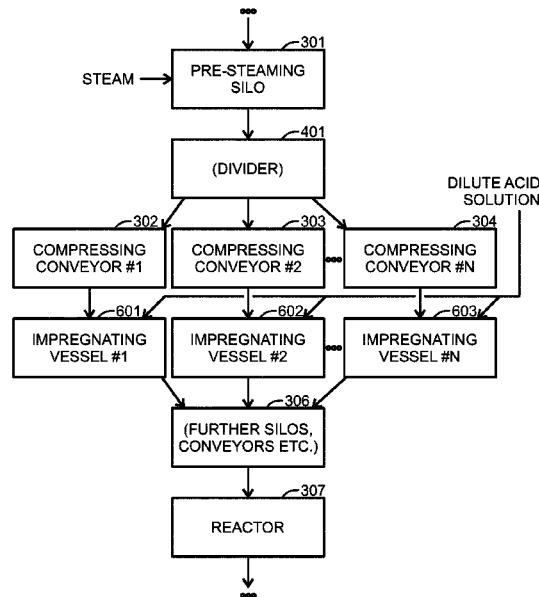 •••
301
STEAM
PRE-STEAMING
SILO
401
(DIVIDER)
DILUTE ACID
SOLUTION
302
303
304
COMPRESSING
CONVEYOR #1
COMPRESSING
CONVEYOR #2
•••
COMPRESSING
CONVEYOR #N
601
602
603
IMPREGNATING
VESSEL #1
IMPREGNATING
VESSEL #2
•••
IMPREGNATING
VESSEL #N
306
(FURTHER SILOS,
CONVEYORS ETC.)
307
REACTOR
•••